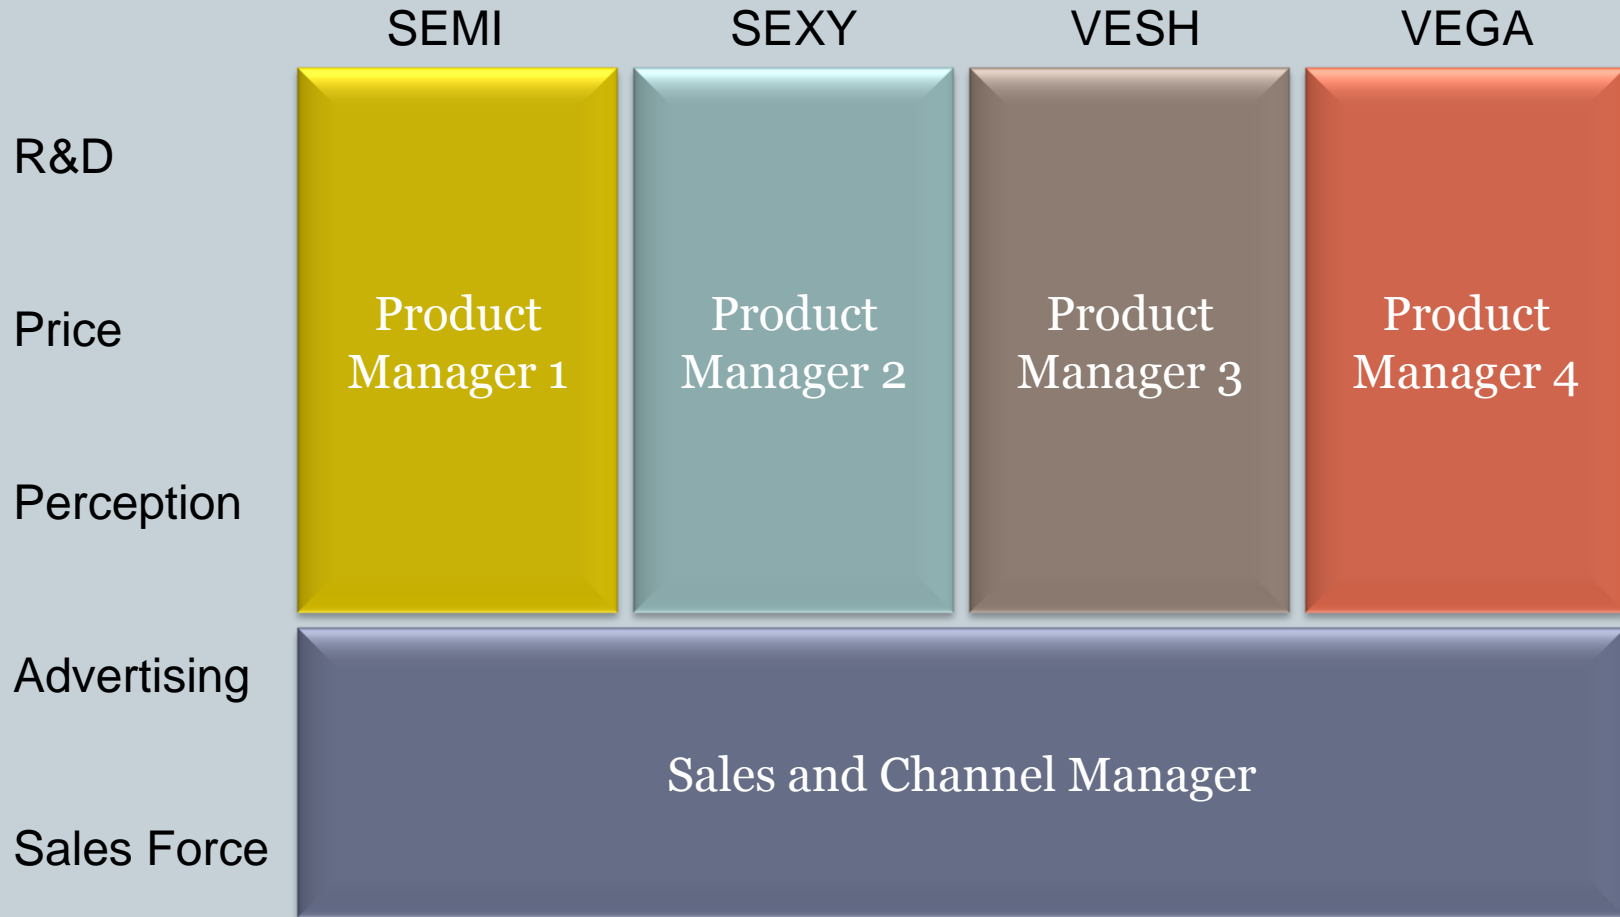 SEMI SEXY VESH VEGA
R&D
Price
Perception
Advertising
Sales Force
Product
Manager 1
Product
Manager 2
Product
Manager 3
Product
Manager 4
Sales and Channel Manager